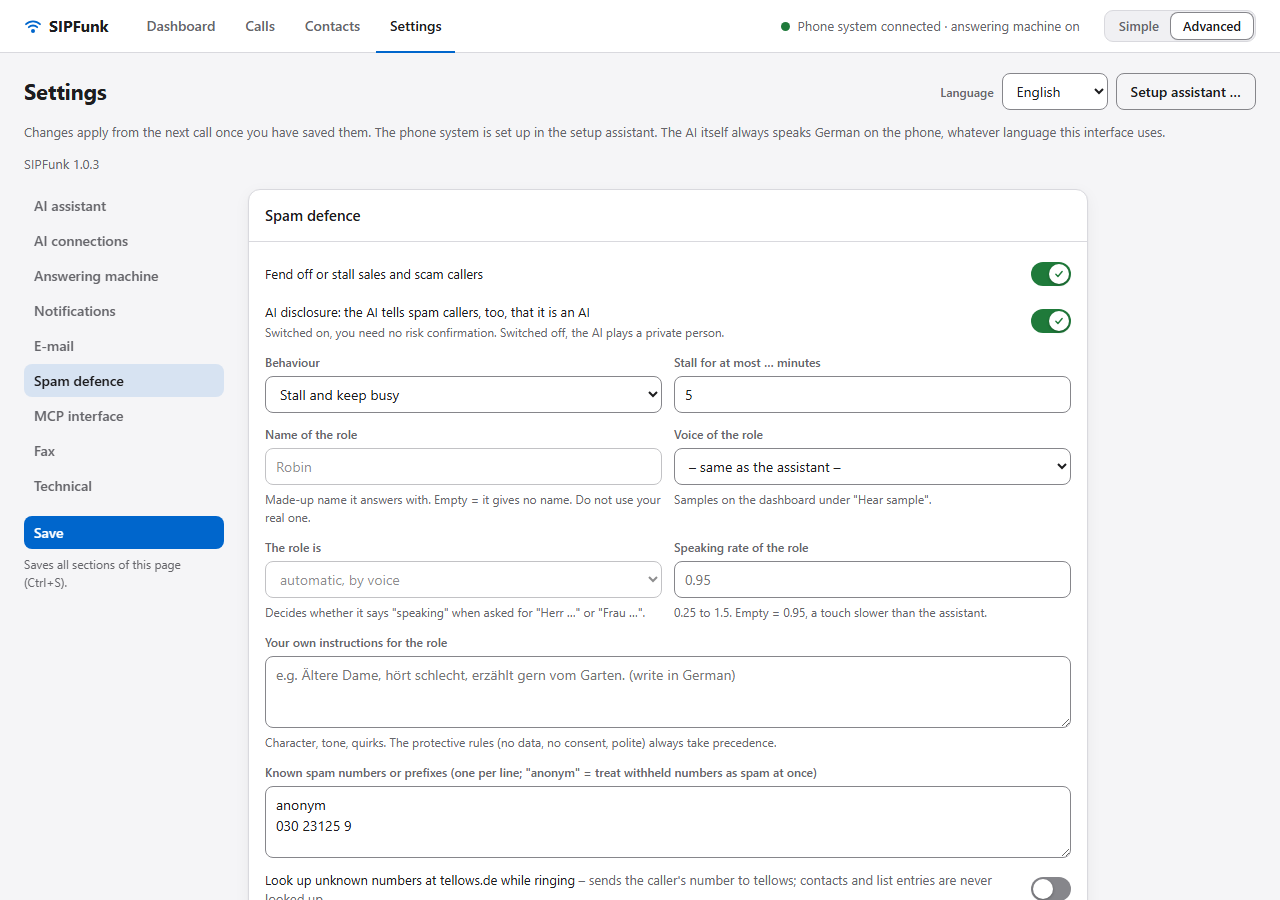 SIPFunk Dashboard Calls Contacts Settings Phone system connected · answering machine on Simple Advanced
Settings Language English Setup assistant ...
Changes apply from the next call once you have saved them. The phone system is set up in the setup assistant. The AI itself always speaks German on the phone, whatever language this interface uses.
SIPFunk 1.0.3
AI assistant
AI connections
Answering machine
Notifications
E-mail
Spam defence
MCP interface
Fax
Technical
Save
Saves all sections of this page
(Ctrl+S).
Spam defence
Fend off or stall sales and scam callers
AI disclosure: the AI tells spam callers, too, that it is an AI
Switched on, you need no risk confirmation. Switched off, the AI plays a private person.
Behaviour Stall for at most ... minutes
Stall and keep busy 5
Name of the role Voice of the role
Robin – same as the assistant –
Made-up name it answers with. Empty = it gives no name. Do not use your Samples on the dashboard under "Hear sample".
real one.
The role is Speaking rate of the role
automatic, by voice 0.95
Decides whether it says "speaking" when asked for "Herr ..." or "Frau ...". 0.25 to 1.5. Empty = 0.95, a touch slower than the assistant.
Your own instructions for the role
e.g. Ältere Dame, hört schlecht, erzählt gern vom Garten. (write in German)
Character, tone, quirks. The protective rules (no data, no consent, polite) always take precedence.
Known spam numbers or prefixes (one per line; "anonym" = treat withheld numbers as spam at once)
anonym
030 23125 9
Look up unknown numbers at tellows.de while ringing – sends the caller's number to tellows; contacts and list entries are never
looked up